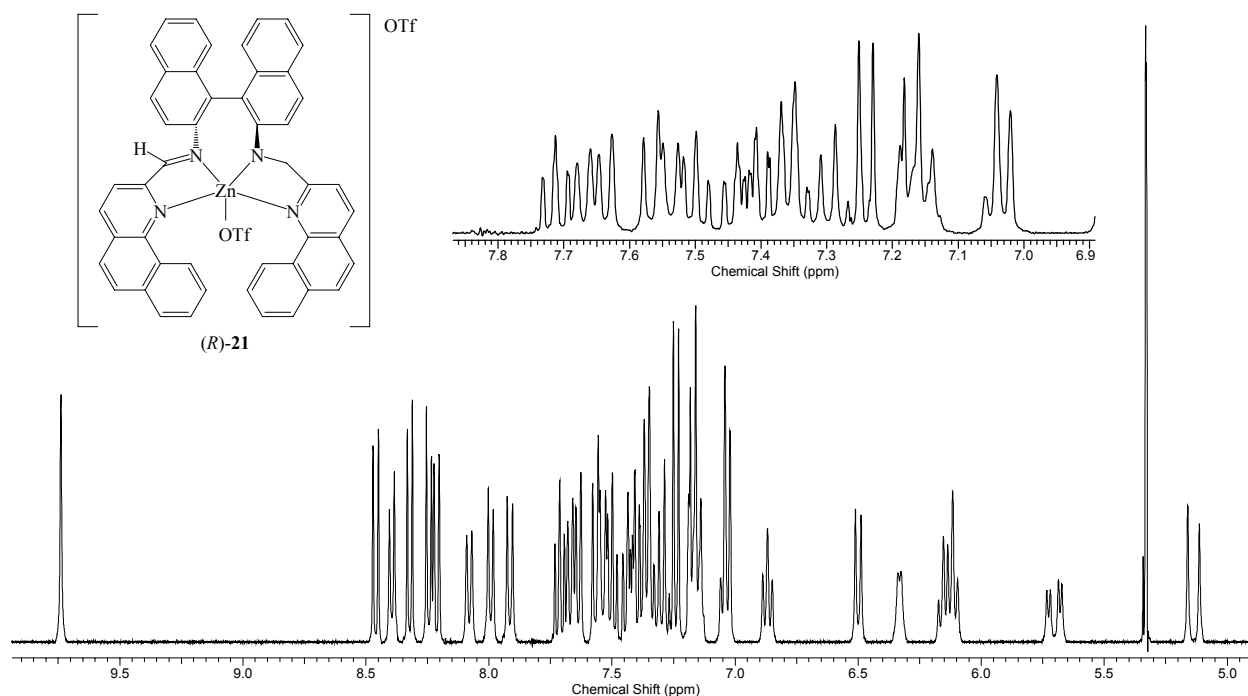 OTf
H
N
N
Zn
N
N
OTf
(R)-21
7.8 7.7 7.6 7.5 7.4 7.3 7.2 7.1 7.0 6.9
Chemical Shift (ppm)
9.5 9.0 8.5 8.0 7.5 7.0 6.5 6.0 5.5 5.0
Chemical Shift (ppm)